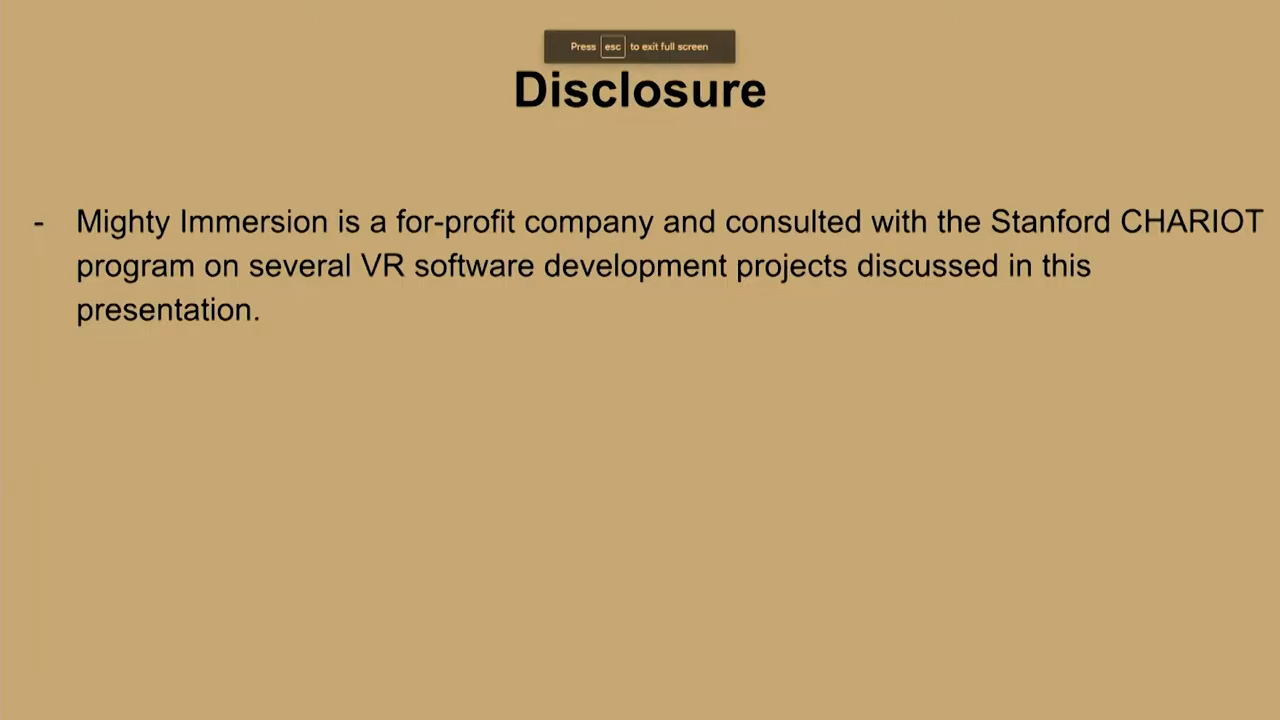 Press esc to exit full screen
Disclosure
- Mighty Immersion is a for-profit company and consulted with the Stanford CHARIOT
program on several VR software development projects discussed in this
presentation.